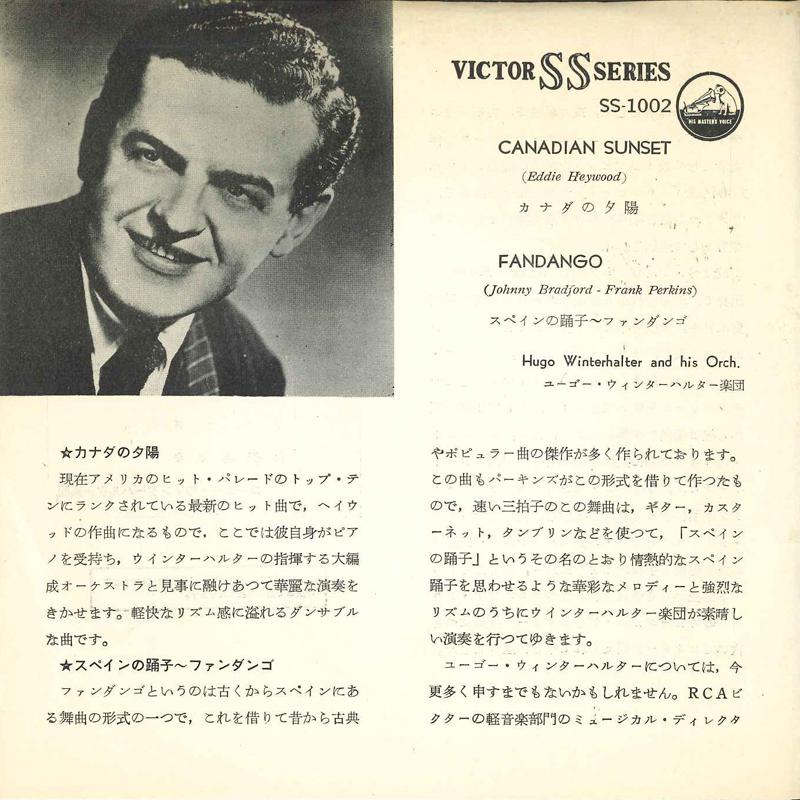 VICTOR SS SERIES
SS-1002
HIS MASTER'S VOICE
CANADIAN SUNSET
(Eddie Heywood)
カナダの夕陽
FANDANGO
(Johnny Bradford - Frank Perkins)
スペインの踊子〜ファンダンゴ
Hugo Winterhalter and his Orch.
ユーゴー・ウィンターハルター楽団
☆カナダの夕陽
現在アメリカのヒット・パレードのトップ・テ
ンにランクされている最新のヒット曲で，ヘイウ
ッドの作曲になるもので，ここでは彼自身がピア
ノを受持ち，ウインターハルターの指揮する大編
成オーケストラと見事に融けあつて華麗な演奏を
きかせます。軽快なリズム感に溢れるダンサブル
な曲です。
★スペインの踊子〜ファンダンゴ
ファンダンゴというのは古くからスペインにあ
る舞曲の形式の一つで，これを借りて昔から古典
やポピュラー曲の傑作が多く作られております。
この曲もパーキンズがこの形式を借りて作つたも
ので，速い三拍子のこの舞曲は，ギター，カスタ
ーネット，タンブリンなどを使つて，「スペイン
の踊子」というその名のとおり情熱的なスペイン
踊子を思わせるような華彩なメロディーと強烈な
リズムのうちにウインターハルター楽団が素晴し
い演奏を行つてゆきます。
ユーゴー・ウィンターハルターについては，今
更多く申すまでもないかもしれません。RCAビ
クターの軽音楽部門のミュージカル・ディレクタ